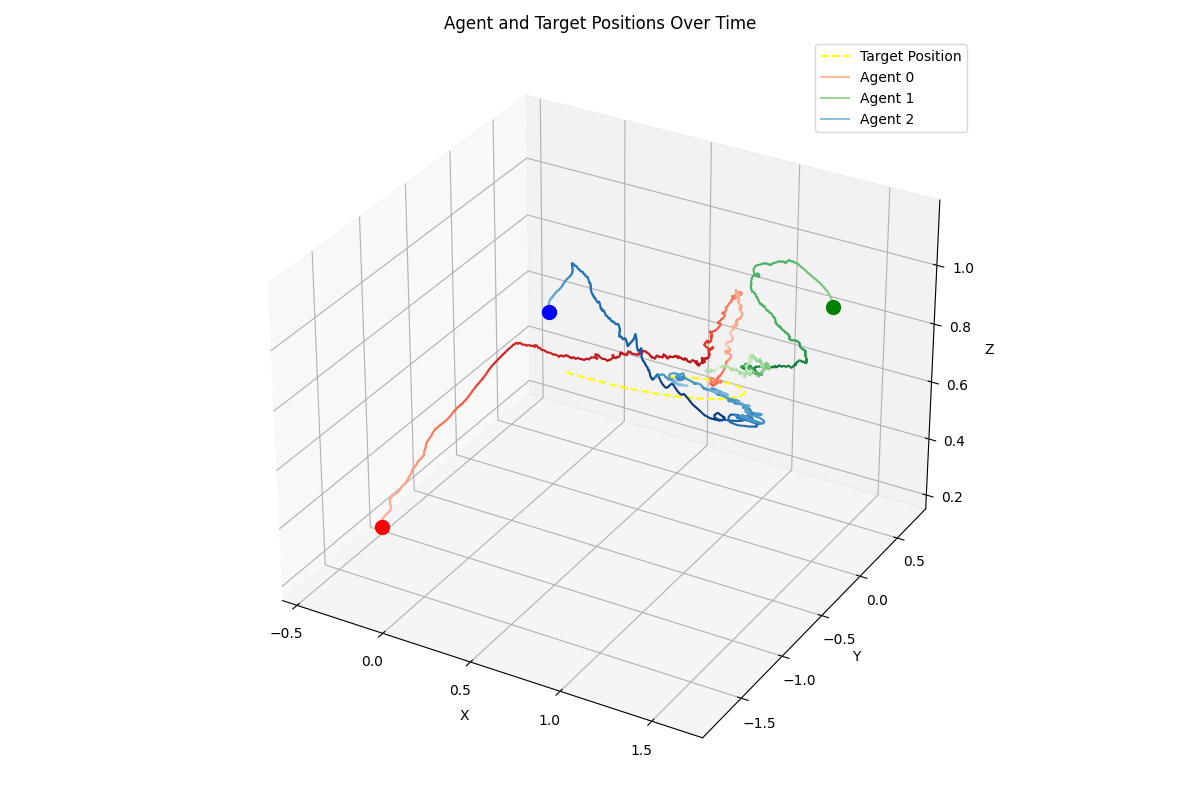 Agent and Target Positions Over Time
Target Position
Agent 0
Agent 1
Agent 2
1.0
0.8
Z
0.6
0.4
0.2
0.5
0.0
−0.5
Y
−1.0
−1.5
−0.5
0.0
0.5
X
1.0
1.5